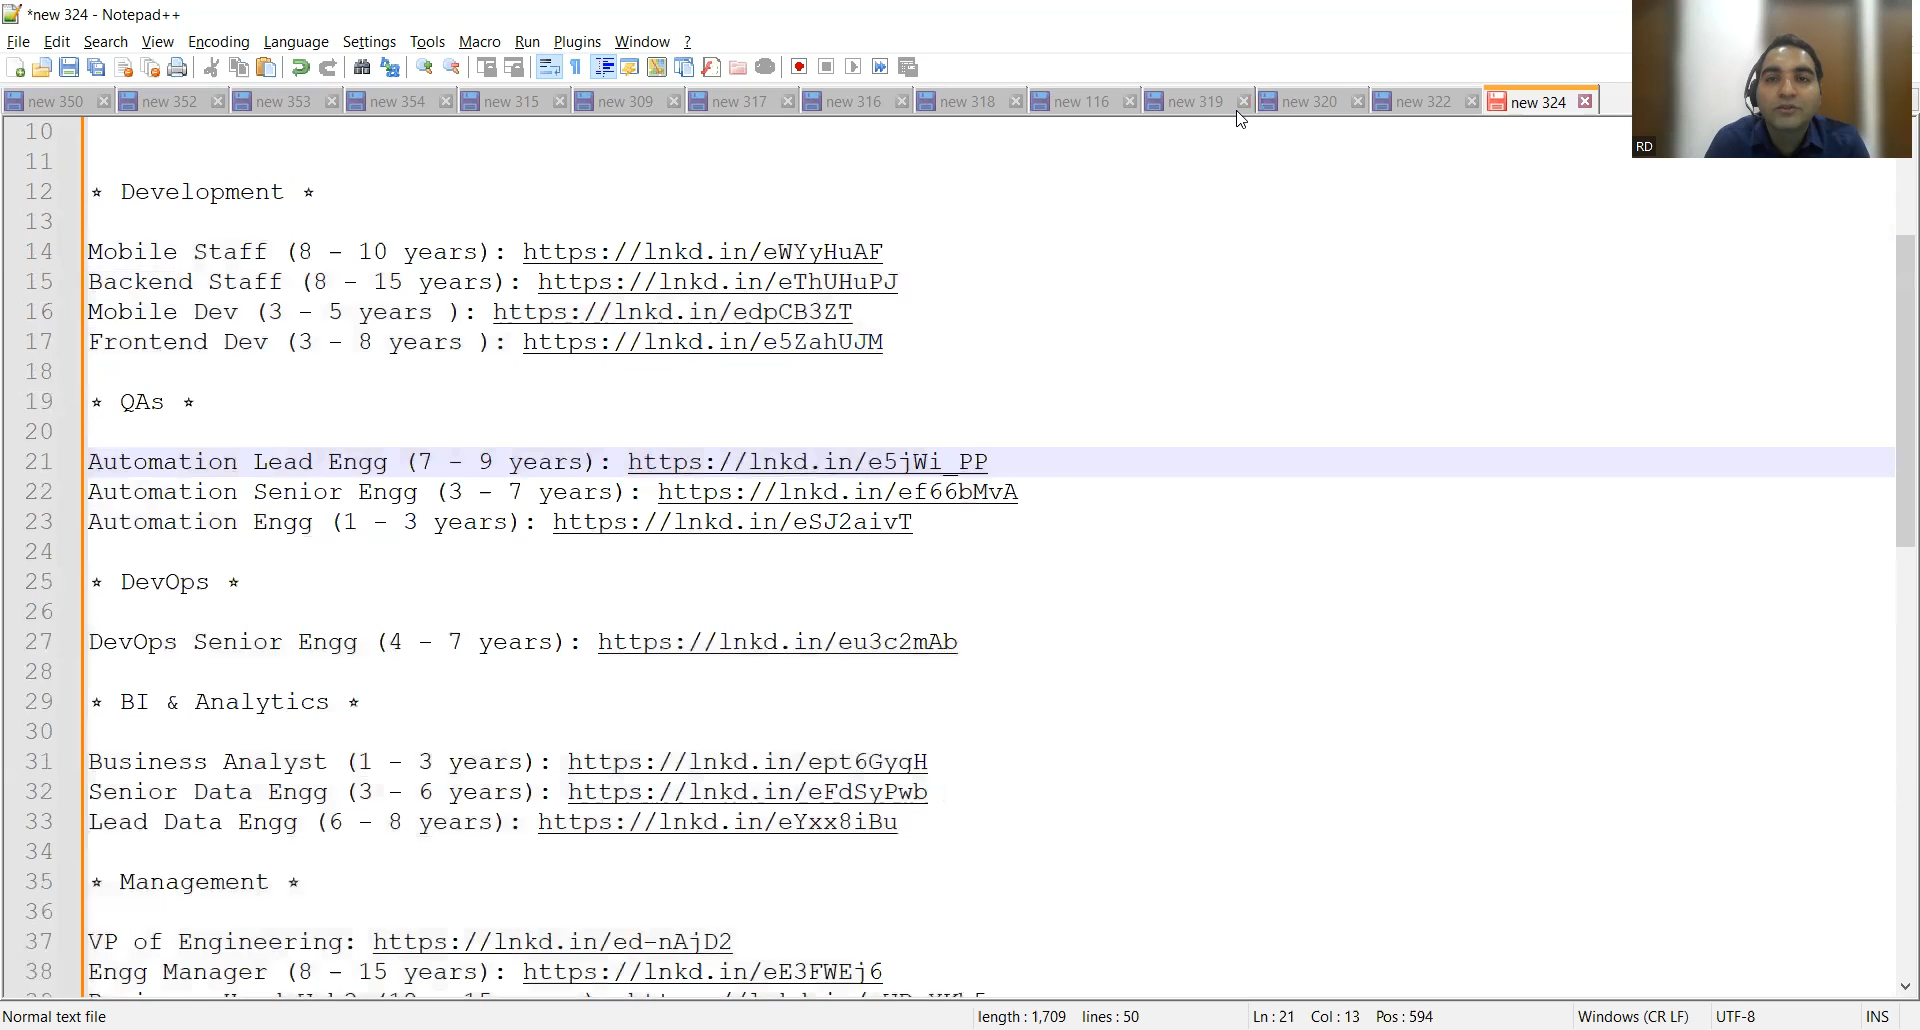 *new 324 - Notepad++
File Edit Search View Encoding Language Settings Tools Macro Run Plugins Window ?
new 350 new 352 new 353 new 354 new 315 new 309 new 317 new 316 new 318 new 116 new 319 new 320 new 322 new 324
RD
10
11
12 ⋆ Development ⋆
13
14 Mobile Staff (8 - 10 years): https://lnkd.in/eWYyHuAF
15 Backend Staff (8 - 15 years): https://lnkd.in/eThUHuPJ
16 Mobile Dev (3 - 5 years ): https://lnkd.in/edpCB3ZT
17 Frontend Dev (3 - 8 years ): https://lnkd.in/e5ZahUJM
18
19 ⋆ QAs ⋆
20
21 Automation Lead Engg (7 - 9 years): https://lnkd.in/e5jWi_PP
22 Automation Senior Engg (3 - 7 years): https://lnkd.in/ef66bMvA
23 Automation Engg (1 - 3 years): https://lnkd.in/eSJ2aivT
24
25 ⋆ DevOps ⋆
26
27 DevOps Senior Engg (4 - 7 years): https://lnkd.in/eu3c2mAb
28
29 ⋆ BI & Analytics ⋆
30
31 Business Analyst (1 - 3 years): https://lnkd.in/ept6GyqH
32 Senior Data Engg (3 - 6 years): https://lnkd.in/eFdSyPwb
33 Lead Data Engg (6 - 8 years): https://lnkd.in/eYxx8iBu
34
35 ⋆ Management ⋆
36
37 VP of Engineering: https://lnkd.in/ed-nAjD2
38 Engg Manager (8 - 15 years): https://lnkd.in/eE3FWEj6
Normal text file length : 1,709 lines : 50 Ln : 21 Col : 13 Pos : 594 Windows (CR LF) UTF-8 INS